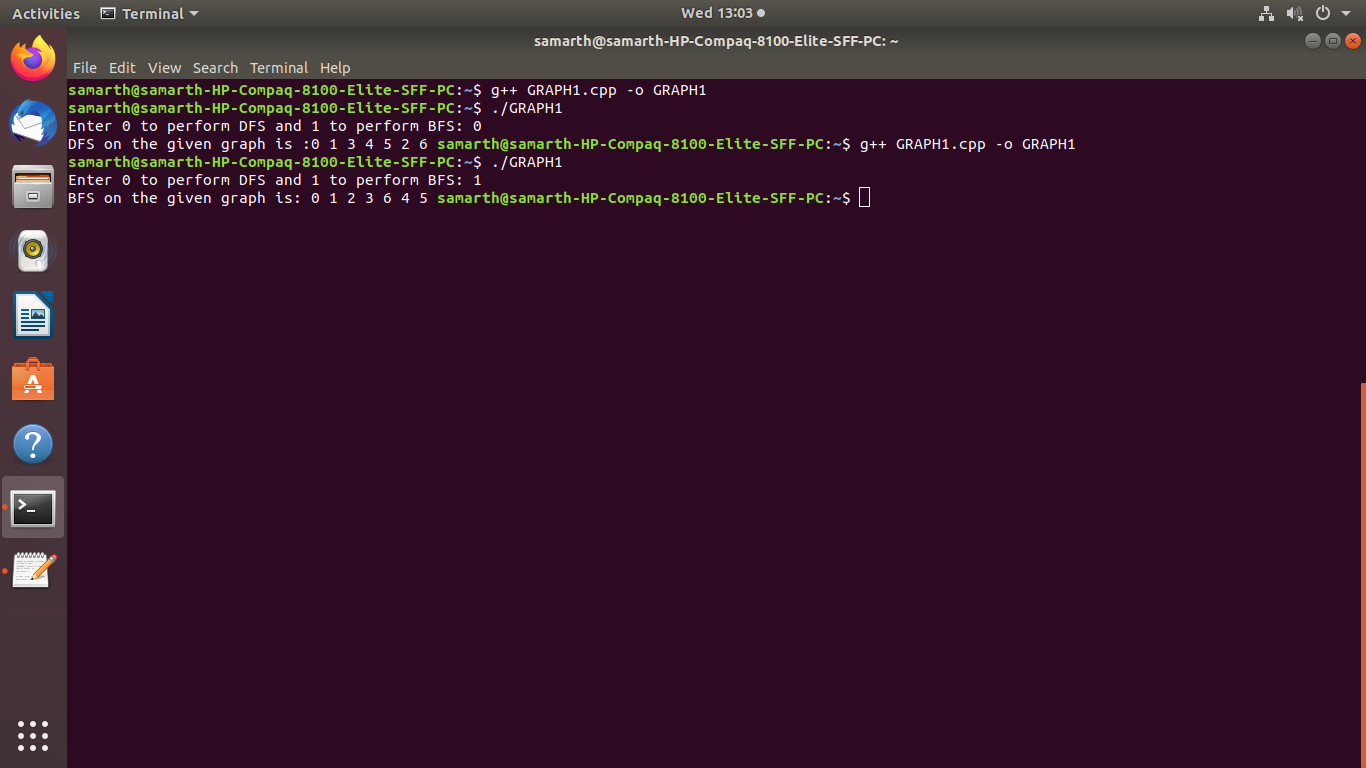 Activities Terminal Wed 13:03
samarth@samarth-HP-Compaq-8100-Elite-SFF-PC: ~
File Edit View Search Terminal Help
samarth@samarth-HP-Compaq-8100-Elite-SFF-PC:~$ g++ GRAPH1.cpp -o GRAPH1
samarth@samarth-HP-Compaq-8100-Elite-SFF-PC:~$ ./GRAPH1
Enter 0 to perform DFS and 1 to perform BFS: 0
DFS on the given graph is :0 1 3 4 5 2 6 samarth@samarth-HP-Compaq-8100-Elite-SFF-PC:~$ g++ GRAPH1.cpp -o GRAPH1
samarth@samarth-HP-Compaq-8100-Elite-SFF-PC:~$ ./GRAPH1
Enter 0 to perform DFS and 1 to perform BFS: 1
BFS on the given graph is: 0 1 2 3 6 4 5 samarth@samarth-HP-Compaq-8100-Elite-SFF-PC:~$